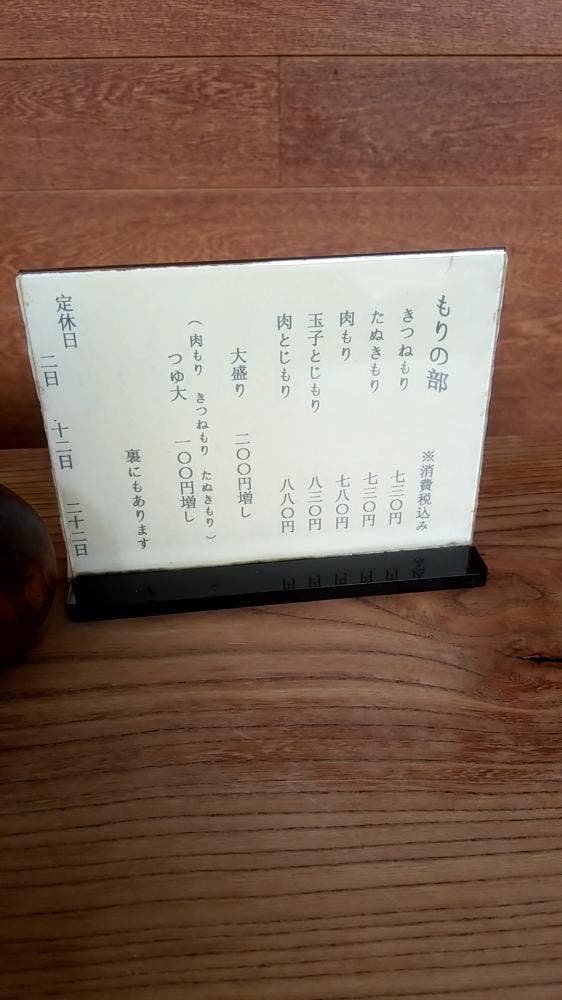 もりの部 ※消費税込み
きつねもり 七三〇円
たぬきもり 七三〇円
肉もり 七八〇円
玉子とじもり 八三〇円
肉とじもり 八八〇円
大盛り 二〇〇円増し
（肉もり きつねもり たぬきもり）
つゆ大 一〇〇円増し
裏にもあります
定休日 二日 十二日 二十二日